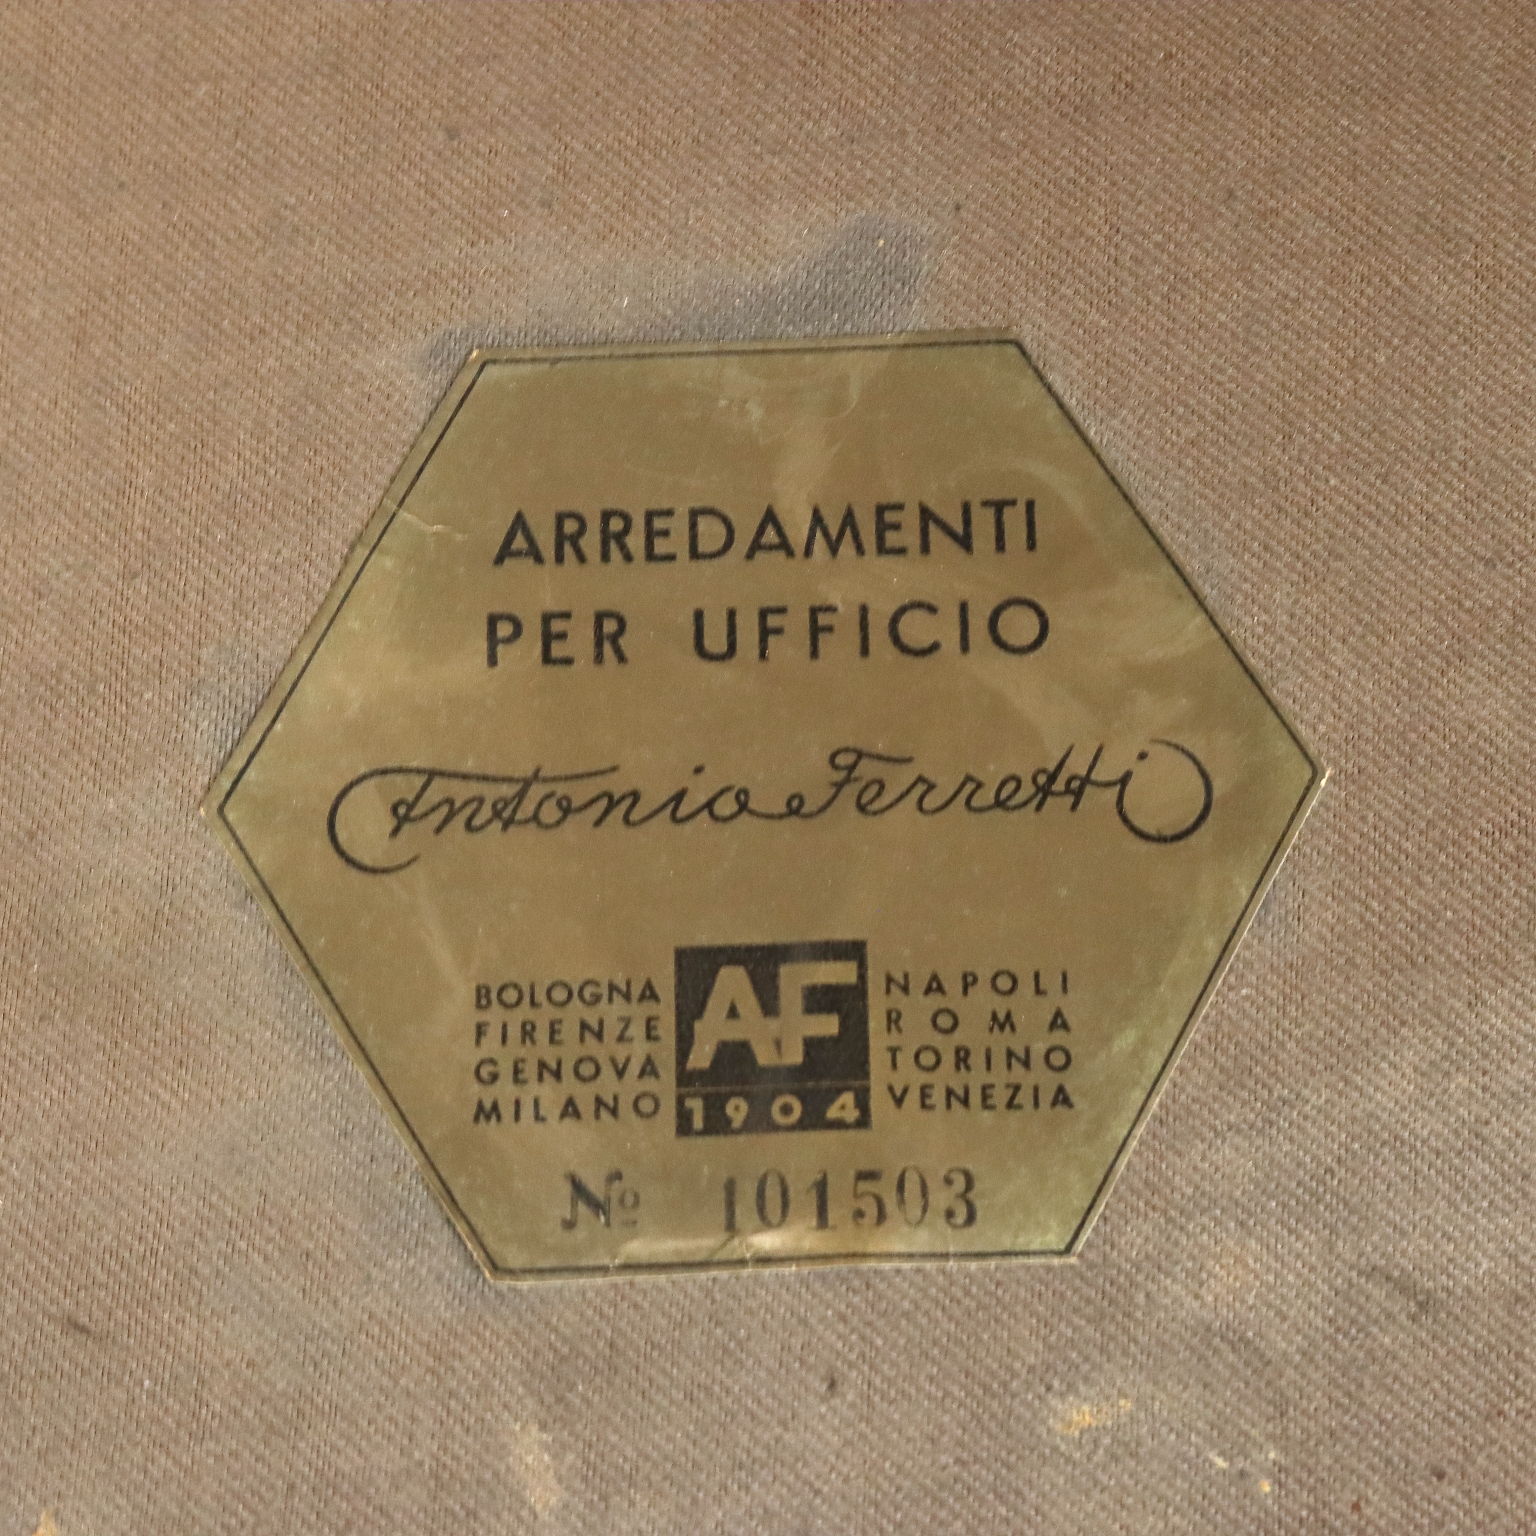 ARREDAMENTI
PER UFFICIO
Antonio Ferretti
BOLOGNA
FIRENZE
GENOVA
MILANO
AF
1904
NAPOLI
ROMA
TORINO
VENEZIA
Nº 101503